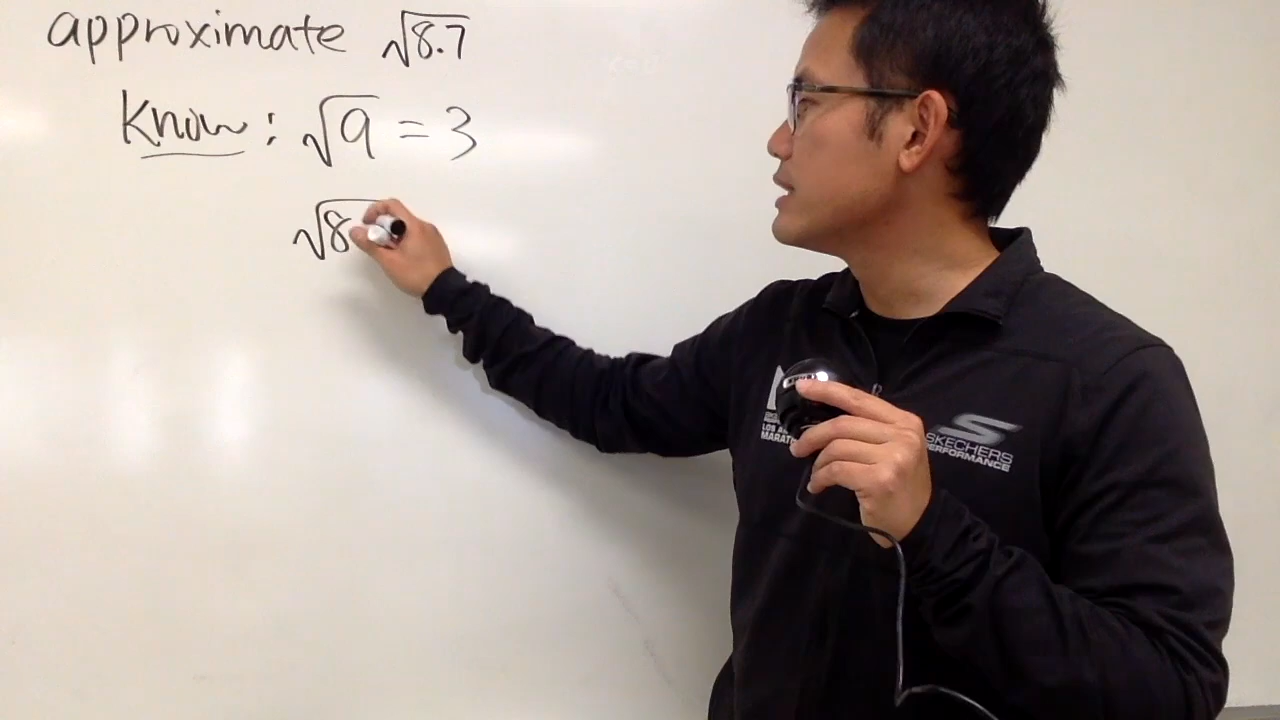 approximate √8.7
Know: √9 = 3
√8
SKECHERS
PERFORMANCE